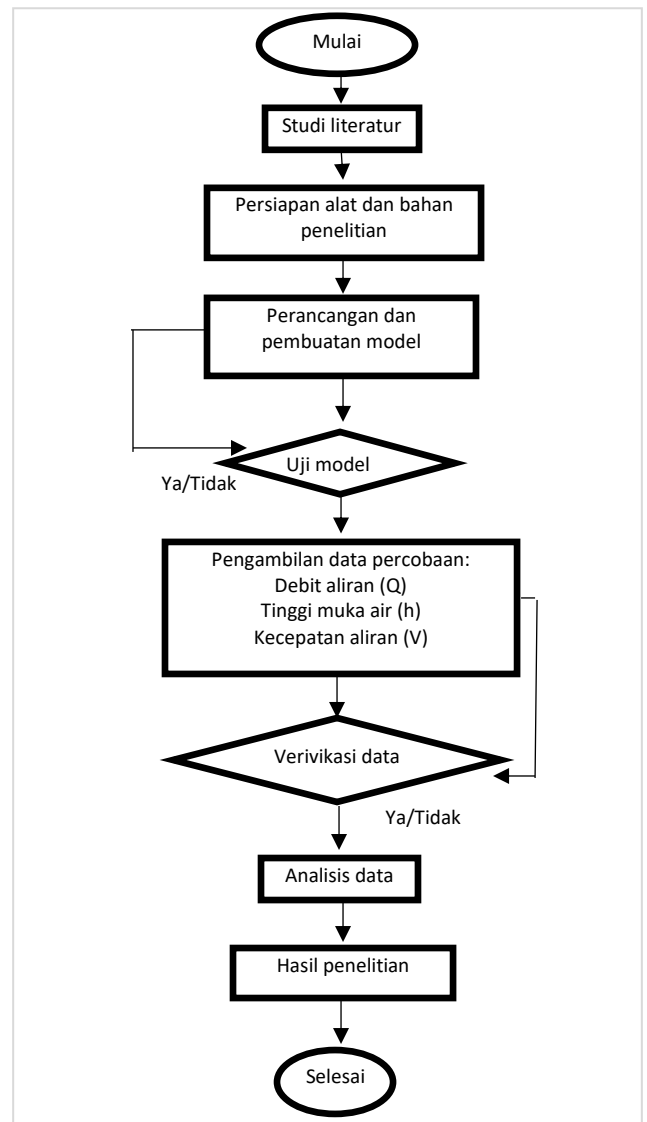 Mulai
Studi literatur
Persiapan alat dan bahan
penelitian
Perancangan dan
pembuatan model
Uji model
Ya/Tidak
Pengambilan data percobaan:
Debit aliran (Q)
Tinggi muka air (h)
Kecepatan aliran (V)
Verivikasi data
Ya/Tidak
Analisis data
Hasil penelitian
Selesai